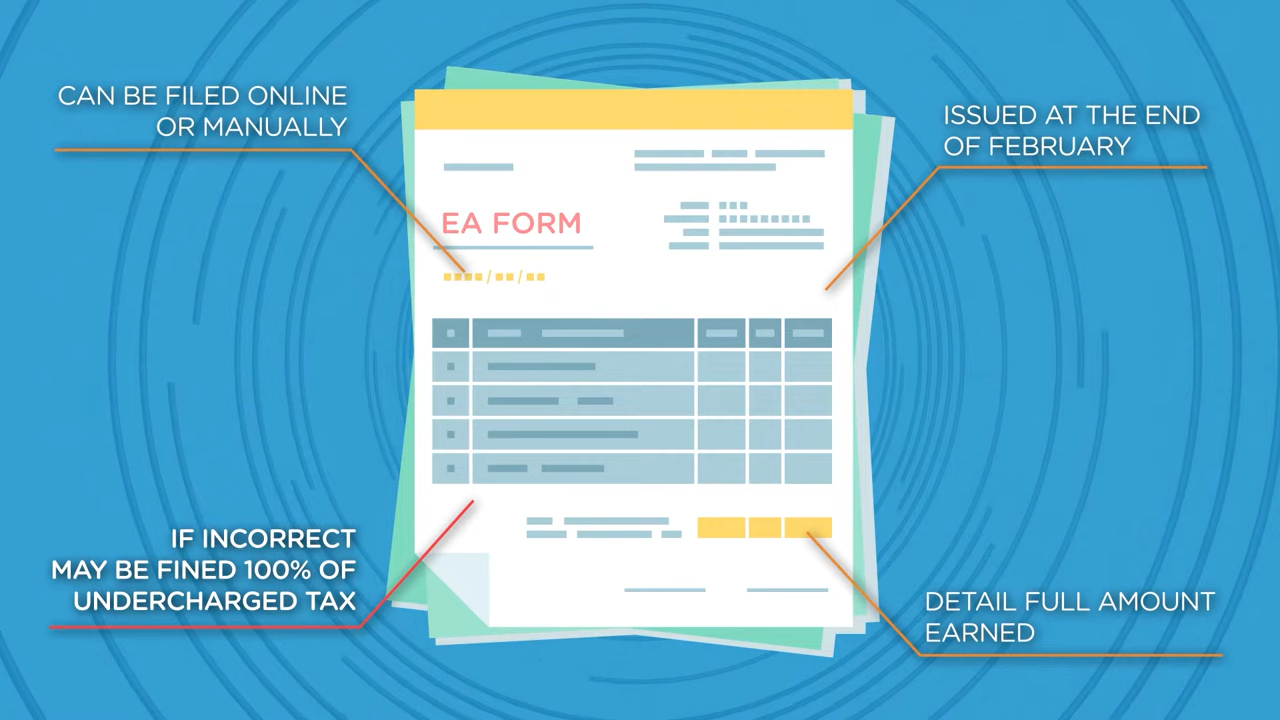 CAN BE FILED ONLINE
OR MANUALLY
ISSUED AT THE END
OF FEBRUARY
EA FORM
IF INCORRECT
MAY BE FINED 100% OF
UNDERCHARGED TAX
DETAIL FULL AMOUNT
EARNED